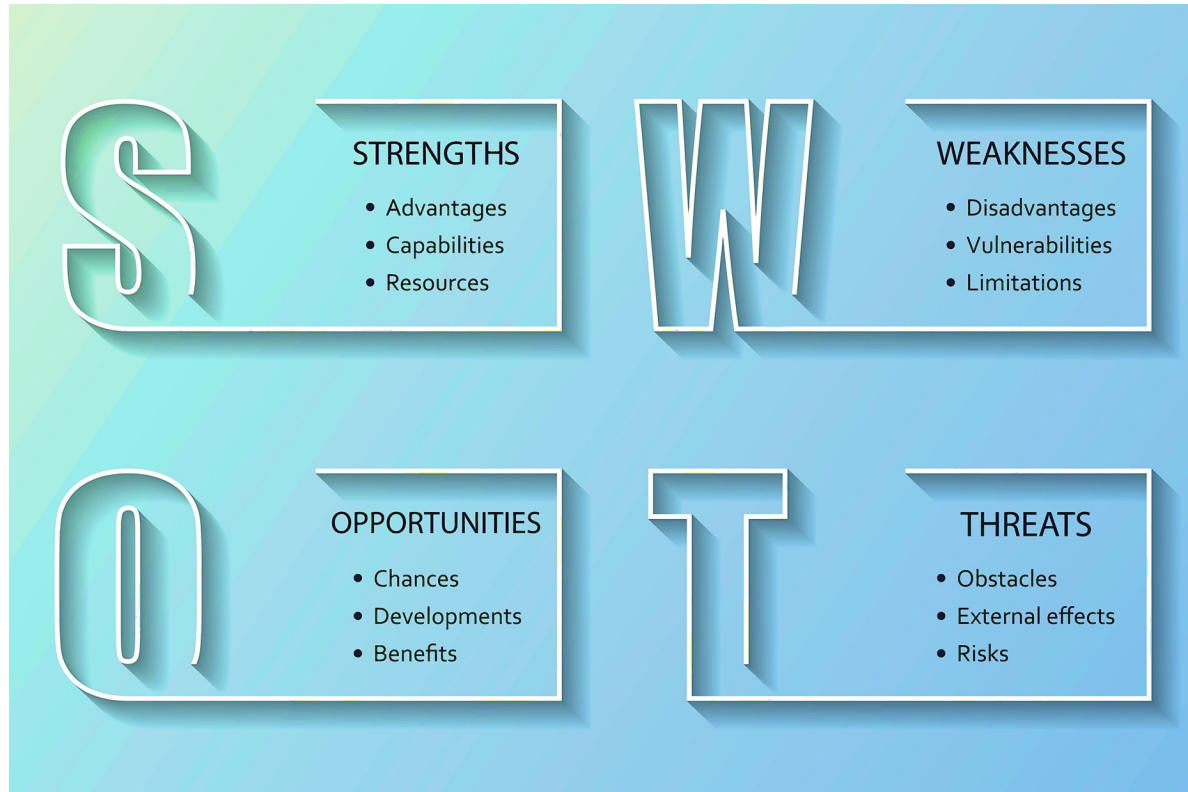 S
STRENGTHS
• Advantages
• Capabilities
• Resources
W
WEAKNESSES
• Disadvantages
• Vulnerabilities
• Limitations
O
OPPORTUNITIES
• Chances
• Developments
• Benefits
T
THREATS
• Obstacles
• External effects
• Risks